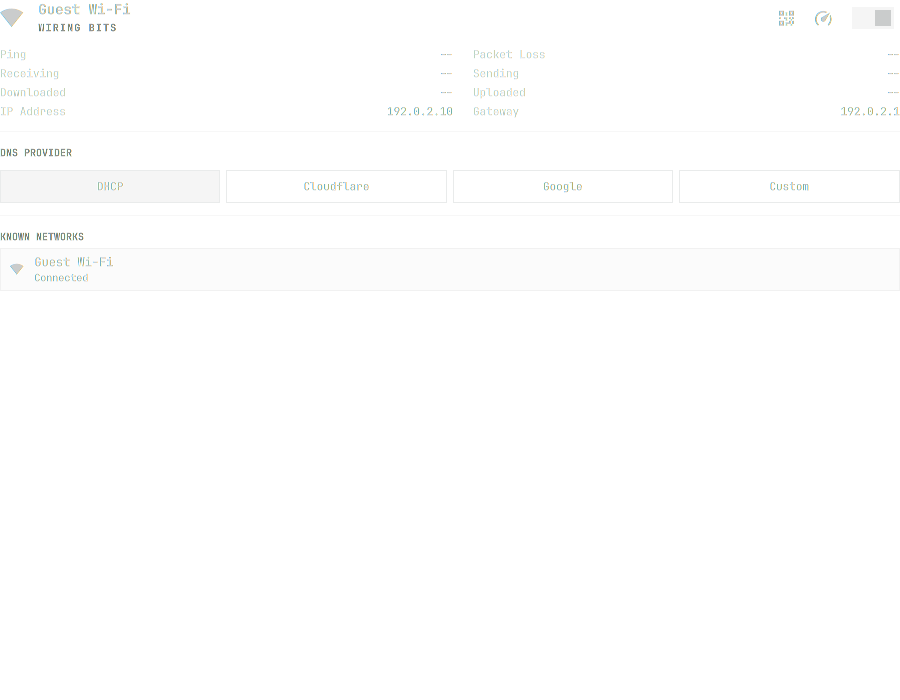 Guest Wi-Fi
WIRING BITS
Ping -- Packet Loss --
Receiving -- Sending --
Downloaded -- Uploaded --
IP Address 192.0.2.10 Gateway 192.0.2.1
DNS PROVIDER
DHCP Cloudflare Google Custom
KNOWN NETWORKS
Guest Wi-Fi
Connected